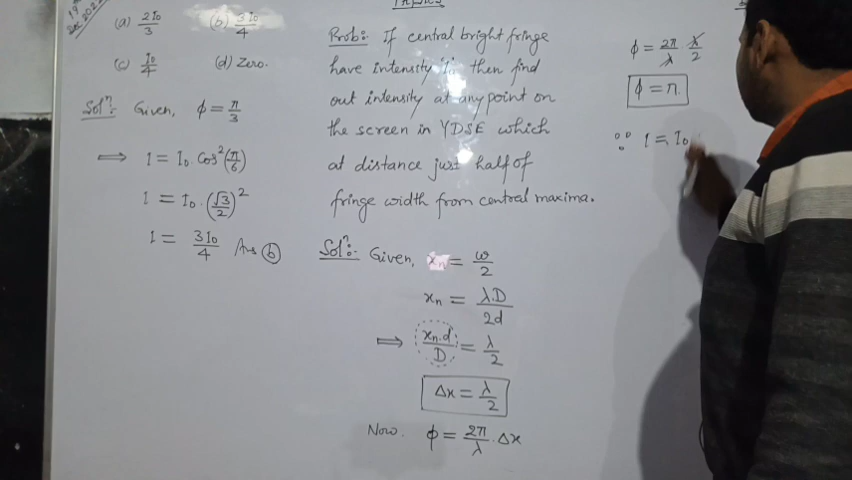 (a) 2I₀/3 (b) 3I₀/4
(c) I₀/4 (d) Zero.
Solⁿ:- Given, ϕ = π/3
⟹ I = I₀. Cos²(π/6)
I = I₀ . (√3/2)²
I = 3I₀/4 Ans (b)
Prob:- If central bright fringe
have intensity I₀ then find
out intensity at any point on
the screen in YDSE which
at distance just half of
fringe width from central maxima.
Solⁿ:- Given, xₙ = ω/2
xₙ = λ.D/2d
⟹ xₙ.d/D = λ/2
Δx = λ/2
Now. ϕ = 2π/λ . Δx
ϕ = 2π/λ λ/2
ϕ = π.
∵ I = I₀